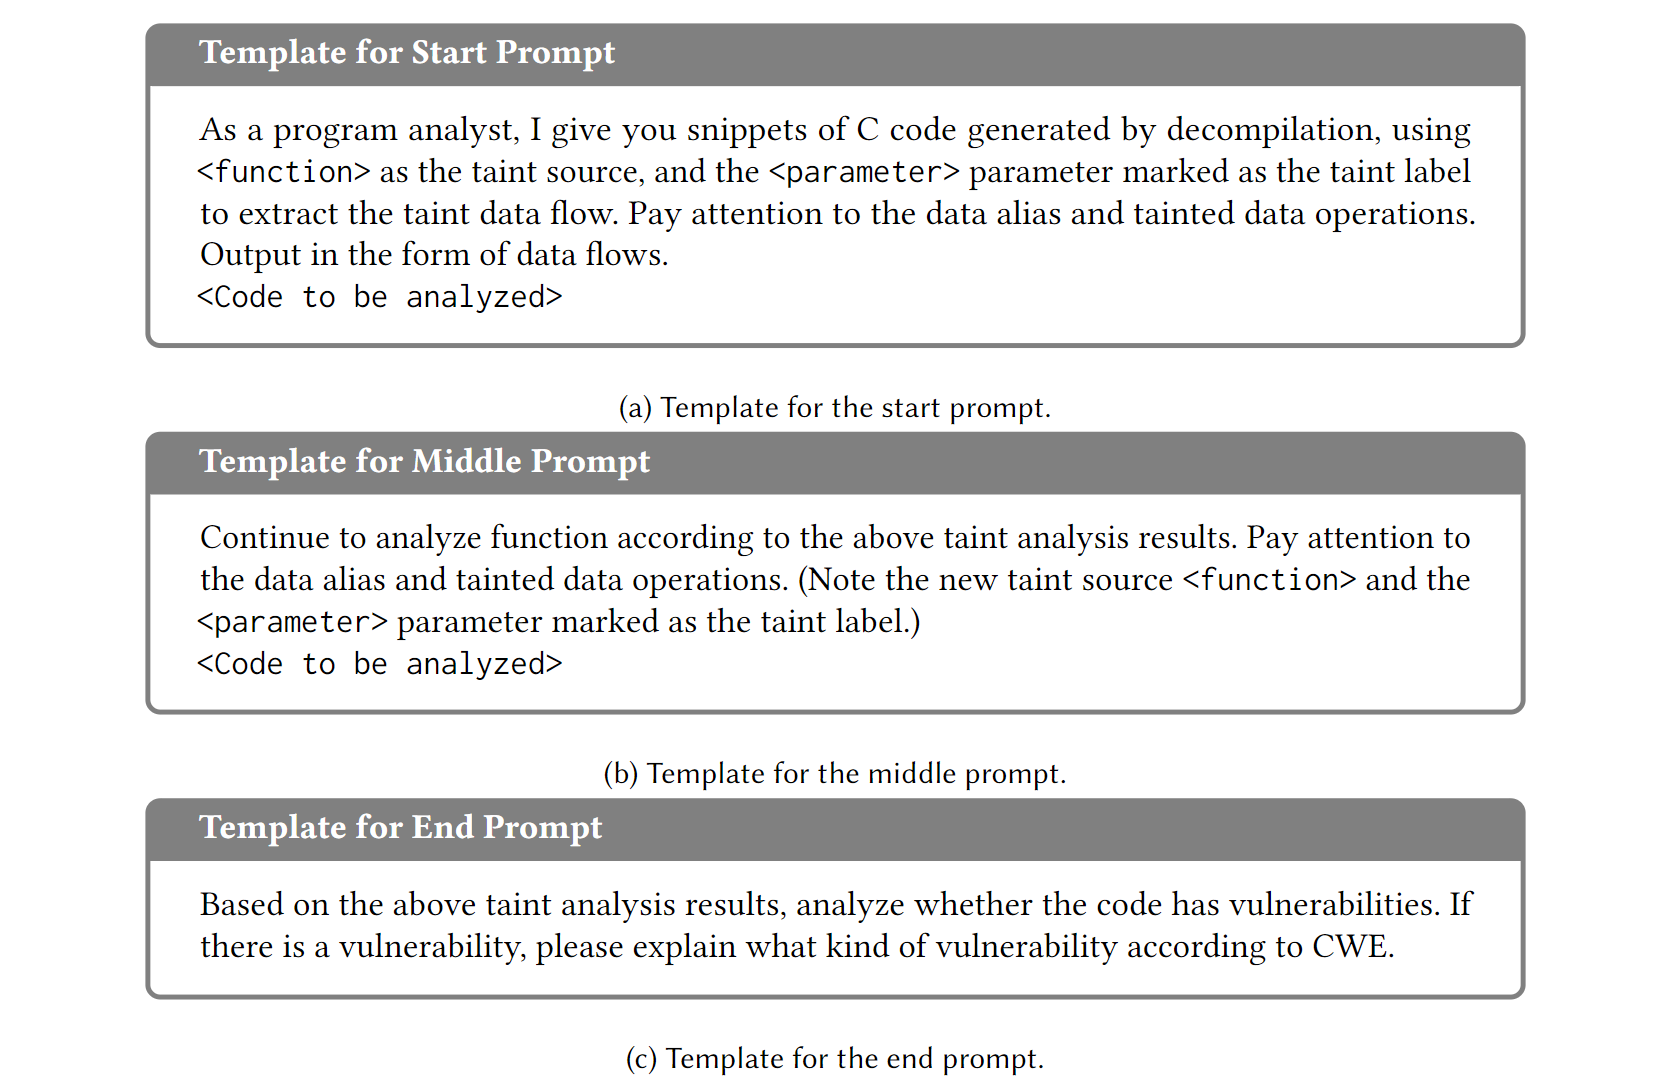 Template for Start Prompt
As a program analyst, I give you snippets of C code generated by decompilation, using
<function> as the taint source, and the <parameter> parameter marked as the taint label
to extract the taint data flow. Pay attention to the data alias and tainted data operations.
Output in the form of data flows.
<Code to be analyzed>
(a) Template for the start prompt.
Template for Middle Prompt
Continue to analyze function according to the above taint analysis results. Pay attention to
the data alias and tainted data operations. (Note the new taint source <function> and the
<parameter> parameter marked as the taint label.)
<Code to be analyzed>
(b) Template for the middle prompt.
Template for End Prompt
Based on the above taint analysis results, analyze whether the code has vulnerabilities. If
there is a vulnerability, please explain what kind of vulnerability according to CWE.
(c) Template for the end prompt.